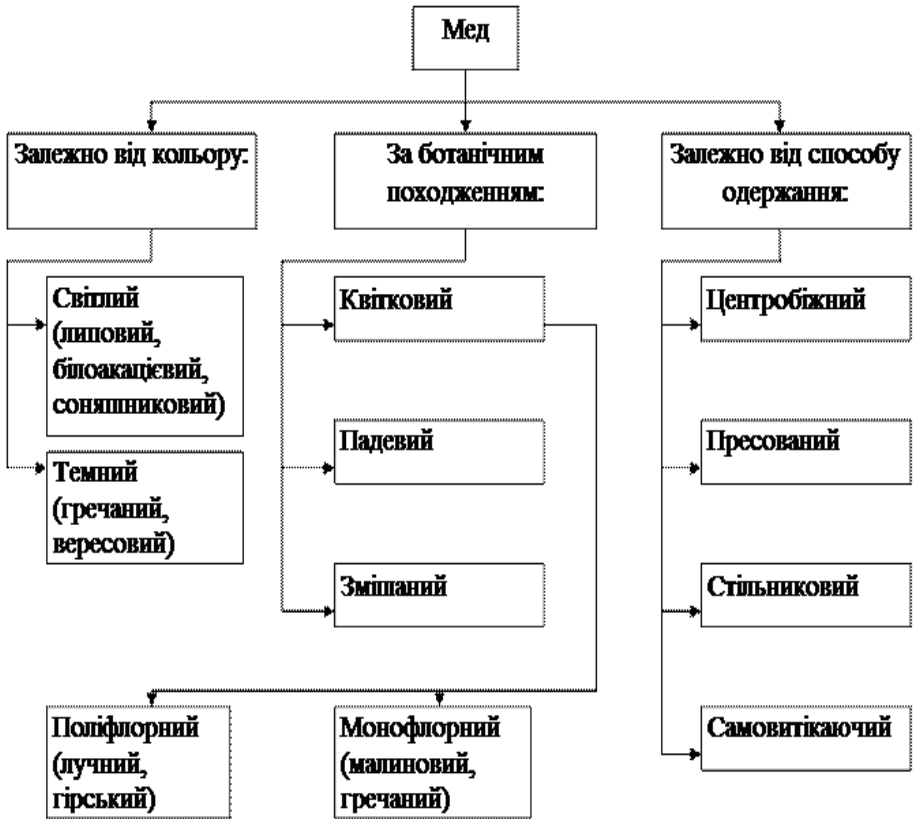 Мед
Залежно від кольору:
За ботанічним
походженням:
Залежно від способу
одержання:
Світлий
(липовий,
білоакацієвий,
соняшниковий)
Темний
(гречаний,
вересовий)
Квітковий
Падевий
Змішаний
Поліфлорний
(лучний,
гірський)
Монофлорний
(малиновий,
гречаний)
Центробіжний
Пресований
Стільниковий
Самовитікаючий